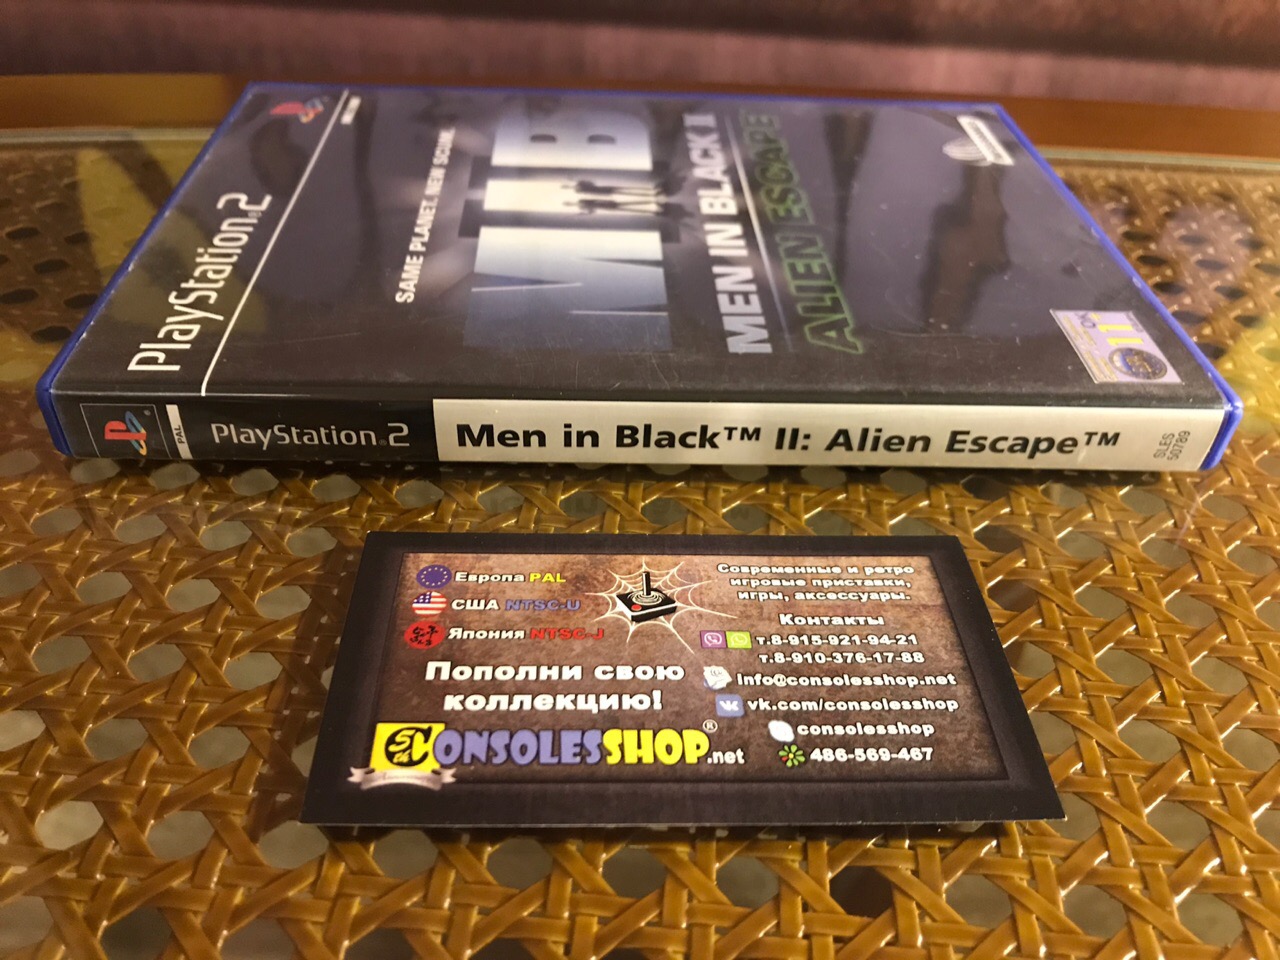 PlayStation.2
SAME PLANET. NEW SCUM.
MIB
MEN IN BLACK II
ALIEN ESCAPE
11+
PAL
PlayStation.2
Men in Black™ II: Alien Escape™
SLES
50789
Европа PAL
США NTSC-U
Япония NTSC-J
Пополни свою
коллекцию!
CONSOLESSHOP.net
®
Современные и ретро
игровые приставки,
игры, аксессуары.
Контакты
т.8-915-921-94-21
т.8-910-376-17-88
info@consolesshop.net
vk.com/consolesshop
consolesshop
486-569-467